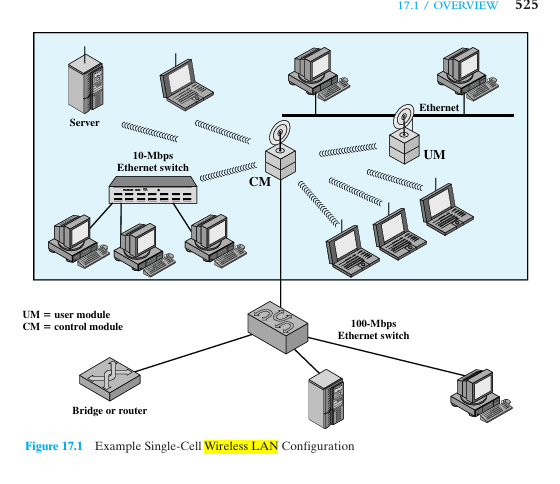 17.1 / OVERVIEW 525
Server
Ethernet
10-Mbps
Ethernet switch
UM
CM
UM = user module
CM = control module
100-Mbps
Ethernet switch
Bridge or router
Figure 17.1 Example Single-Cell Wireless LAN Configuration